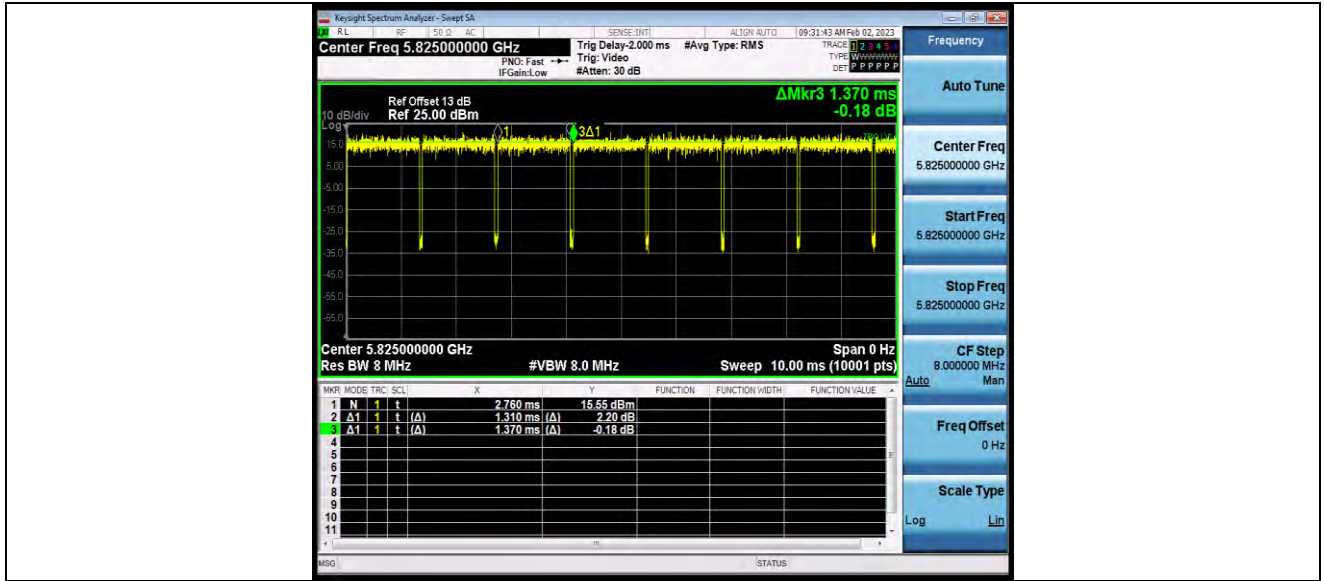 Keysight Spectrum Analyzer - Swept SA
RL RF 50 Ω AC SENSE:INT ALIGN AUTO 09:31:43 AM Feb 02, 2023
Center Freq 5.825000000 GHz Trig Delay-2.000 ms #Avg Type: RMS TRACE 1 2 3 4 5 6
PNO: Fast Trig: Video TYPE WWWWWW
IFGain:Low #Atten: 30 dB DET P P P P P P
ΔMkr3 1.370 ms
-0.18 dB
Ref Offset 13 dB
10 dB/div Ref 25.00 dBm
Log
1 3Δ1
15.0
5.00
-5.00
-15.0
-25.0
-35.0
-45.0
-55.0
-65.0
Center 5.825000000 GHz Span 0 Hz
Res BW 8 MHz #VBW 8.0 MHz Sweep 10.00 ms (10001 pts)
MKR MODE TRC SCL X Y FUNCTION FUNCTION WIDTH FUNCTION VALUE
1 N 1 t 2.760 ms 15.55 dBm
2 Δ1 1 t (Δ) 1.310 ms (Δ) 2.20 dB
3 Δ1 1 t (Δ) 1.370 ms (Δ) -0.18 dB
4
5
6
7
8
9
10
11
MSG STATUS
Frequency
Auto Tune
Center Freq
5.825000000 GHz
Start Freq
5.825000000 GHz
Stop Freq
5.825000000 GHz
CF Step
8.000000 MHz
Auto Man
Freq Offset
0 Hz
Scale Type
Log Lin